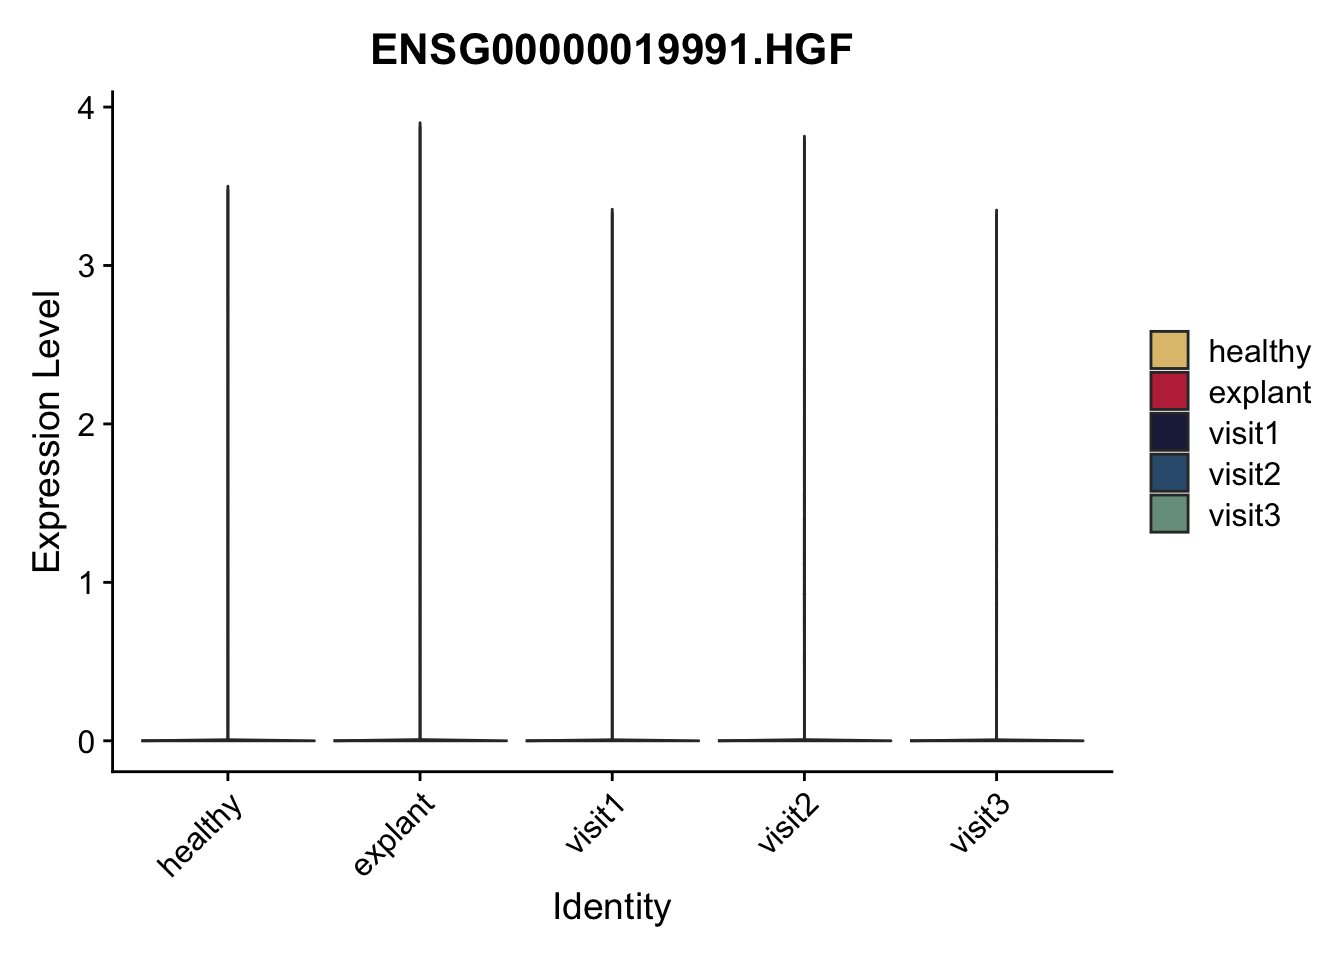 ENSG00000019991.HGF
Expression Level
4
3
2
1
0
healthy
explant
visit1
visit2
visit3
Identity
healthy
explant
visit1
visit2
visit3